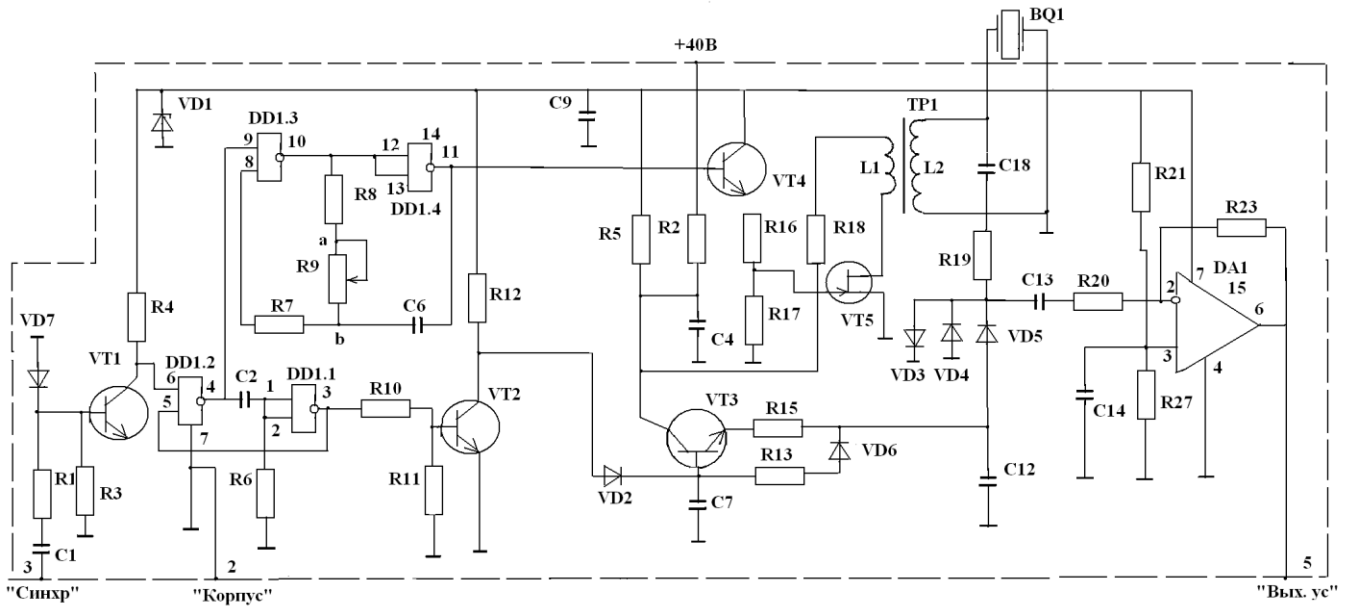 BQ1
+40В
VD1
C9
TP1
DD1.3
9
10
8
14
12
11
13
DD1.4
R8
VT4
L1
L2
C18
R21
R23
a
R9
R5
R2
R16
R18
R19
DA1
7
15
2
6
3
4
C13
R20
R4
R7
C6
b
R12
C4
R17
VT5
VD3
VD4
VD5
VD7
VT1
DD1.2
6
4
5
7
C2
1
DD1.1
3
2
R10
VT2
VT3
R15
C14
R27
R1
R3
R6
R11
VD2
R13
VD6
C7
C12
C1
3
2
5
"Синхр"
"Корпус"
"Вых. ус"